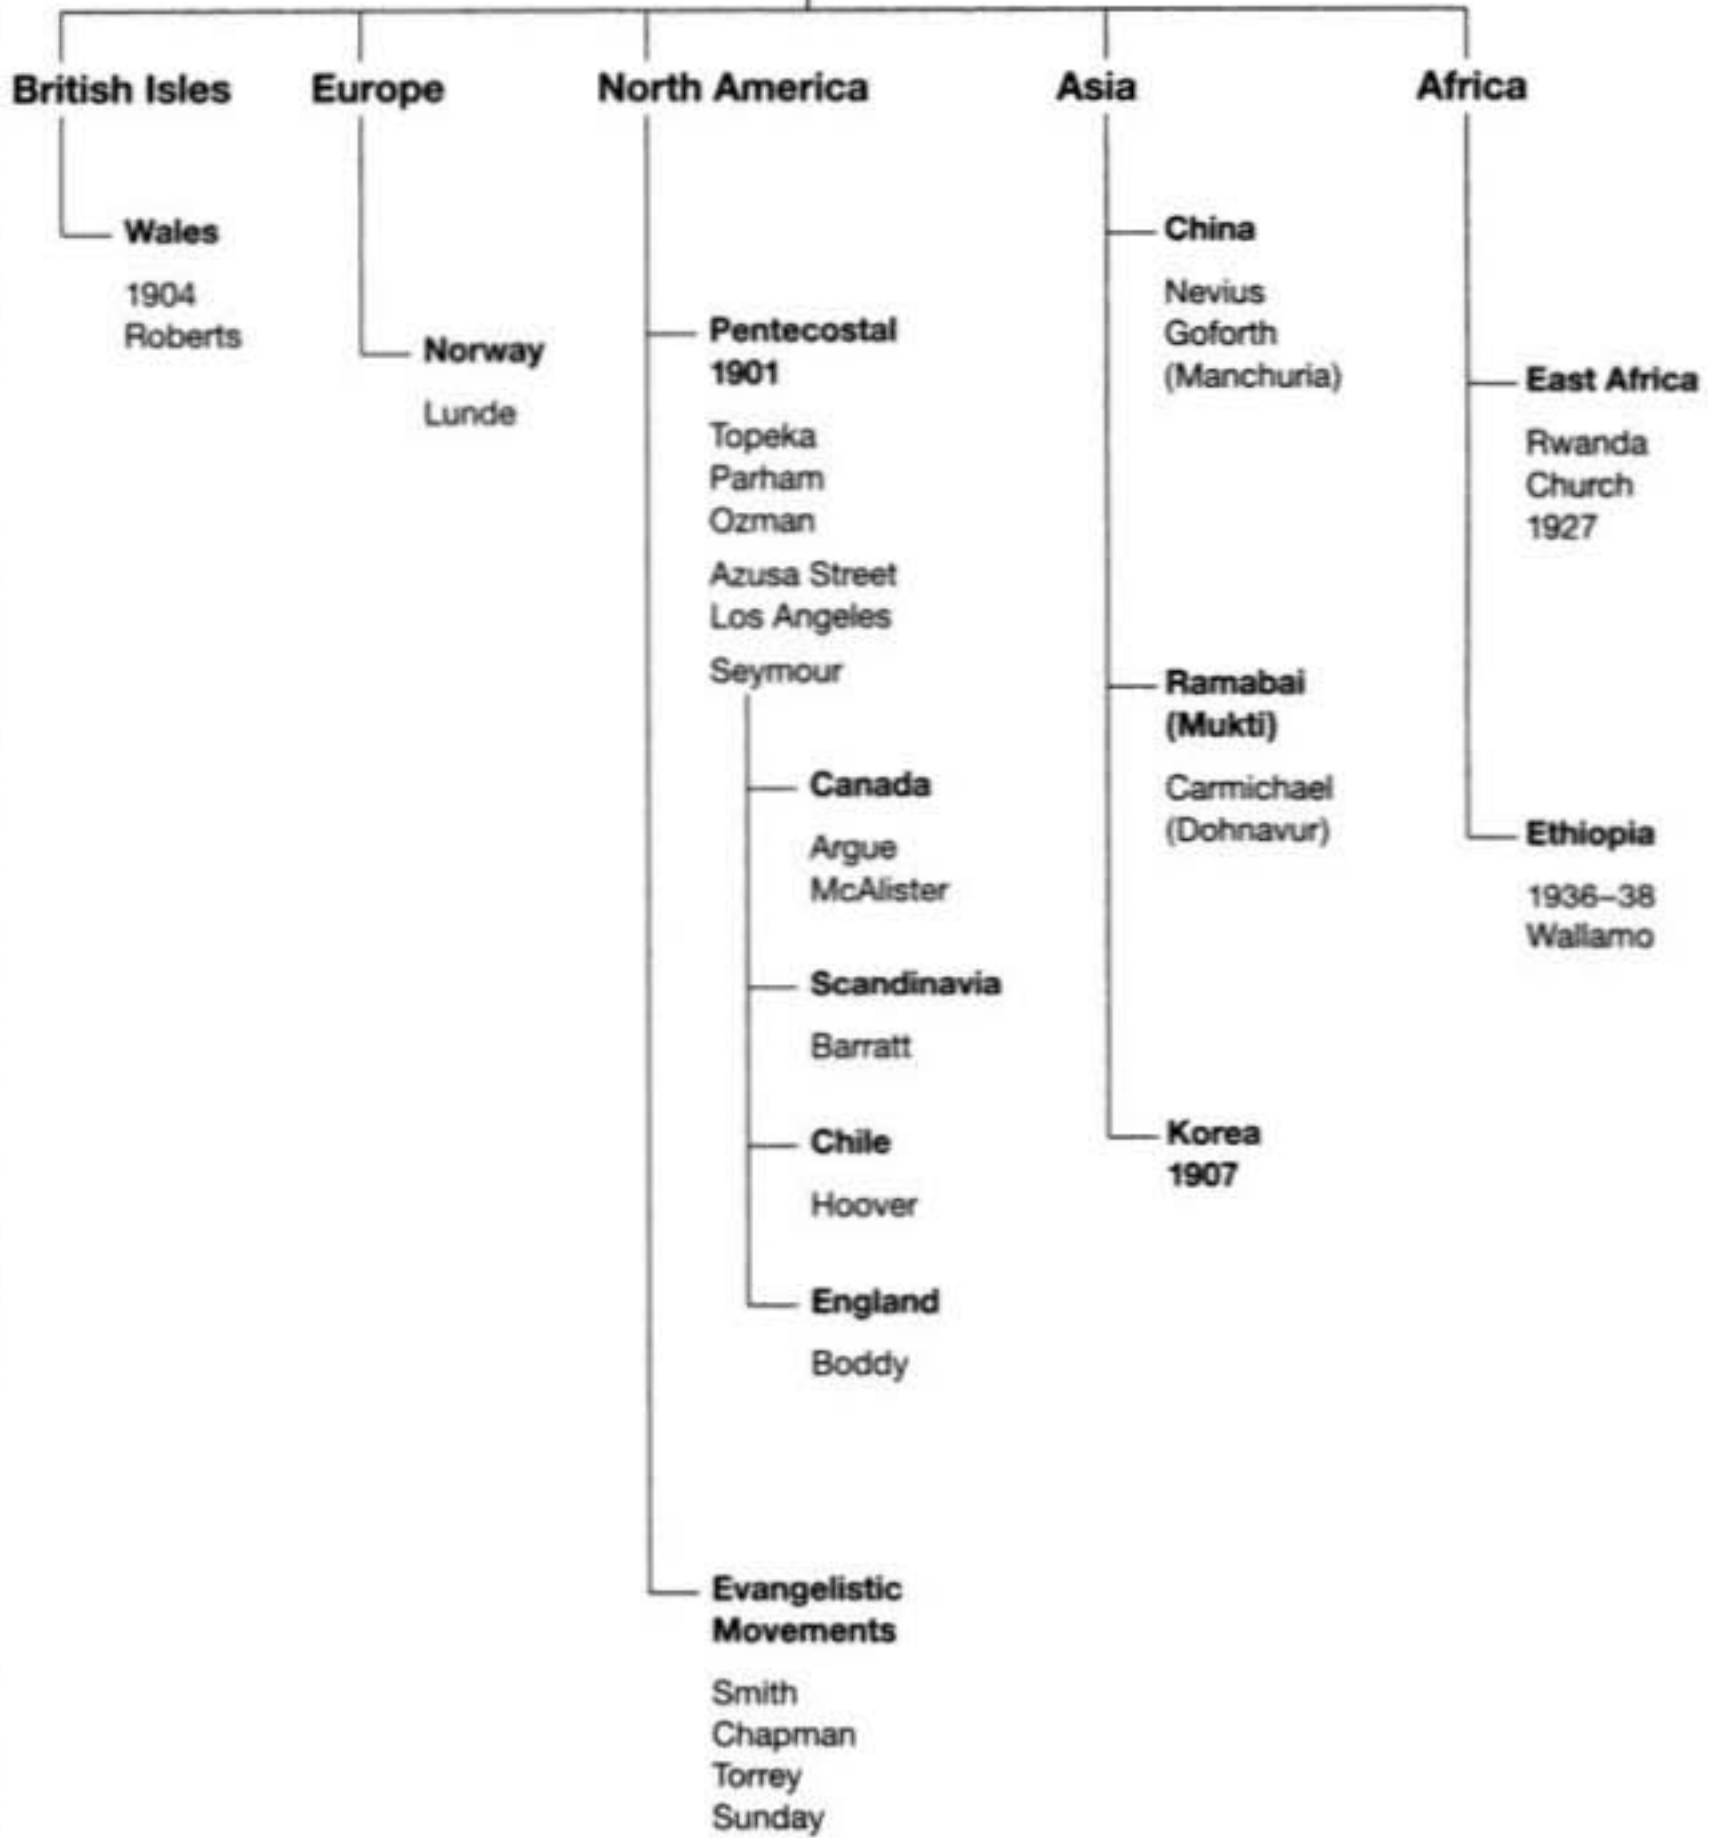 British Isles
Europe
North America
Asia
Africa
Wales
1904
Roberts
Norway
Lunde
Pentecostal
1901
Topeka
Parham
Ozman
Azusa Street
Los Angeles
Seymour
Canada
Argue
McAlister
Scandinavia
Barratt
Chile
Hoover
England
Boddy
Evangelistic
Movements
Smith
Chapman
Torrey
Sunday
China
Nevius
Goforth
(Manchuria)
Ramabai
(Mukti)
Carmichael
(Dohnavur)
Korea
1907
East Africa
Rwanda
Church
1927
Ethiopia
1936–38
Wallamo